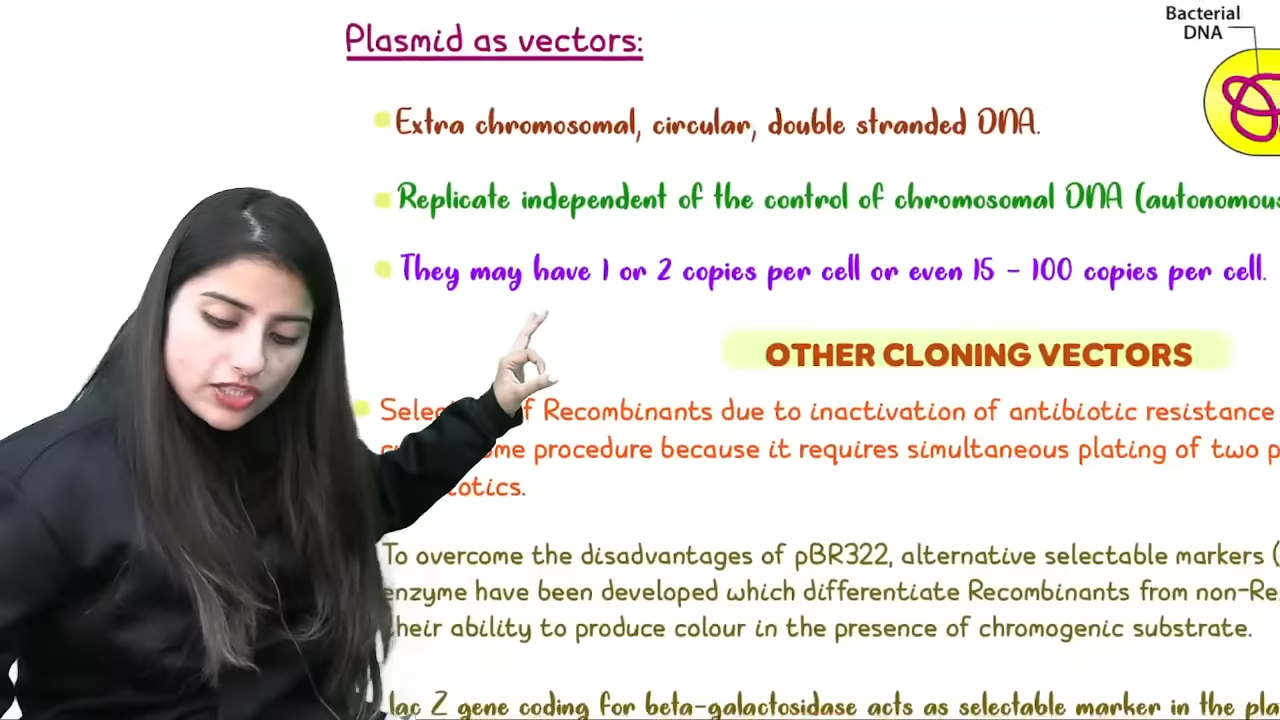 Bacterial
DNA
Plasmid as vectors:
Extra chromosomal, circular, double stranded DNA.
Replicate independent of the control of chromosomal DNA (autonomous
They may have 1 or 2 copies per cell or even 15 - 100 copies per cell.
OTHER CLONING VECTORS
Recombinants due to inactivation of antibiotic resistance
procedure because it requires simultaneous plating of two
To overcome the disadvantages of pBR322, alternative selectable markers (
enzyme have been developed which differentiate Recombinants from
their ability to produce colour in the presence of chromogenic substrate.
lac Z gene coding for beta-galactosidase acts as selectable marker in the